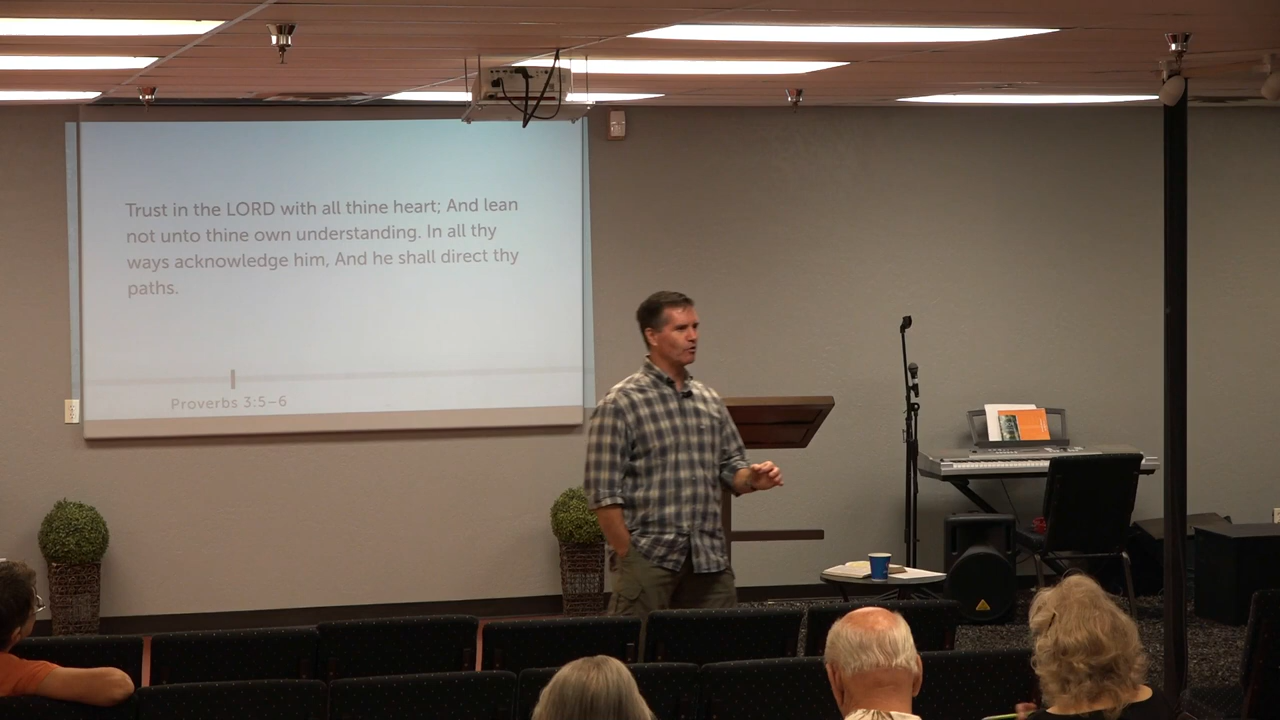 Trust in the LORD with all thine heart; And lean
not unto thine own understanding. In all thy
ways acknowledge him, And he shall direct thy
paths.
Proverbs 3:5–6